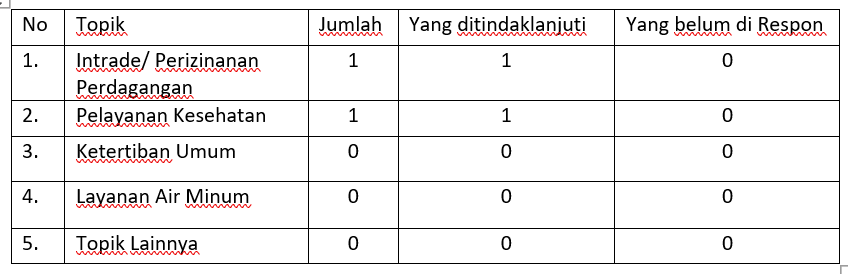 No Topik Jumlah Yang ditindaklanjuti Yang belum di Respon
1. Intrade/ Perizinanan 1 1 0
Perdagangan
2. Pelayanan Kesehatan 1 1 0
3. Ketertiban Umum 0 0 0
4. Layanan Air Minum 0 0 0
5. Topik Lainnya 0 0 0